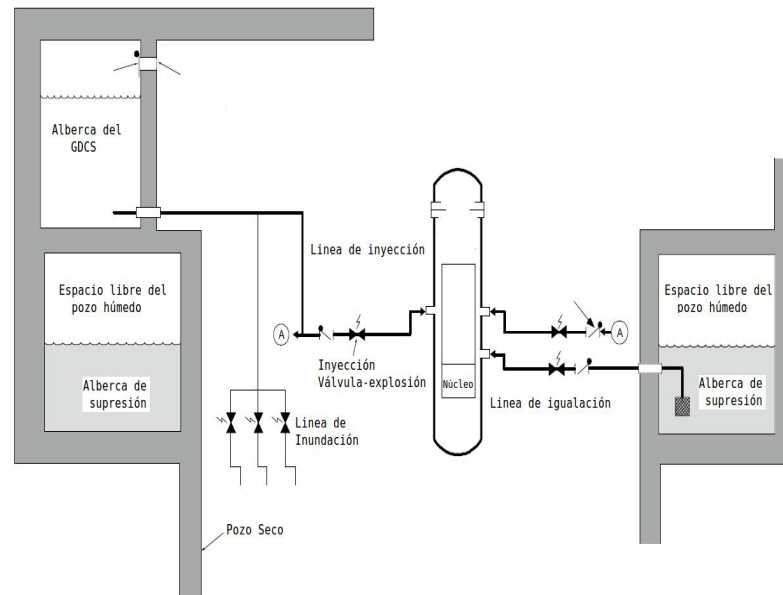 Alberca del
GDCS
Linea de inyección
Espacio libre del
pozo húmedo
Espacio libre del
pozo húmedo
A
A
Inyección
Válvula-explosión
Núcleo
Alberca de
supresión
Alberca de
supresión
Linea de igualación
Linea de
Inundación
Pozo Seco